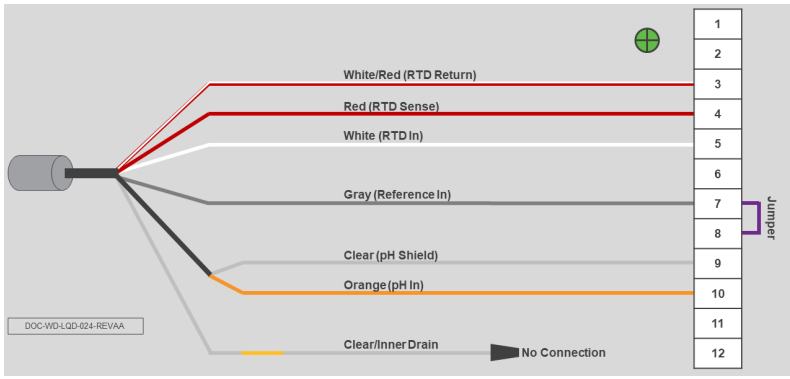 1
2
White/Red (RTD Return)
3
Red (RTD Sense)
4
White (RTD In)
5
6
Gray (Reference In)
7
Jumper
8
Clear (pH Shield)
9
Orange (pH In)
10
DOC-WD-LQD-024-REVAA
11
Clear/Inner Drain
No Connection
12